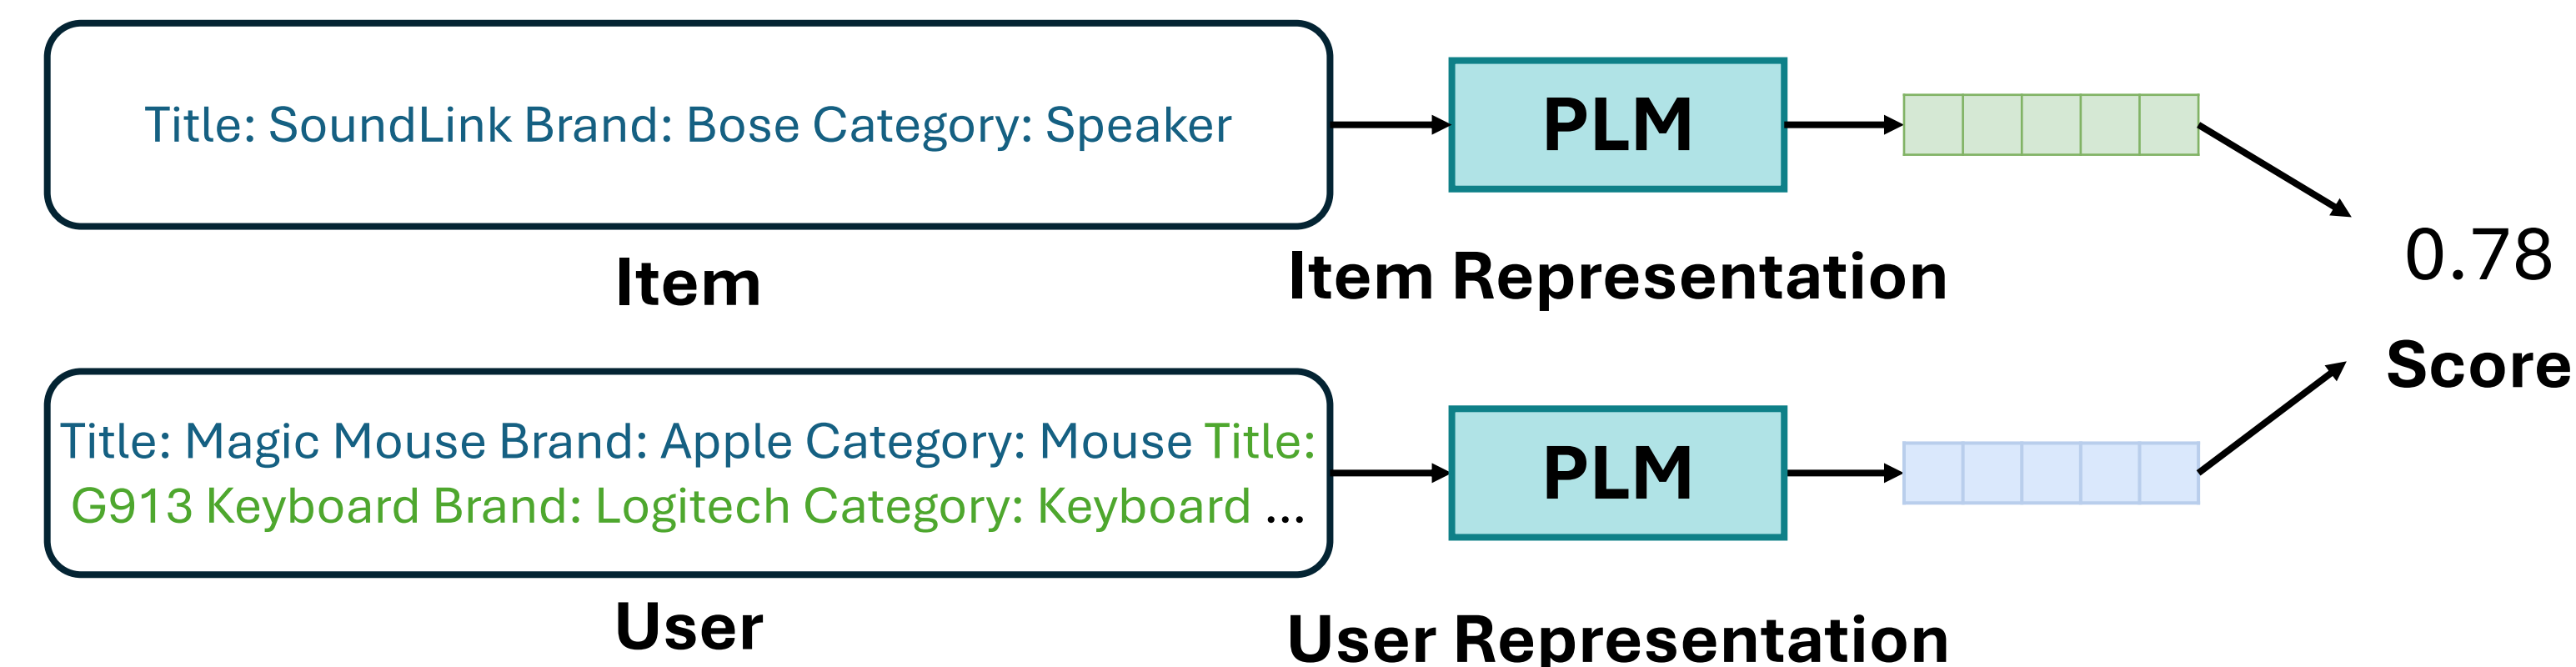 Title: SoundLink Brand: Bose Category: Speaker
PLM
Item
Item Representation
0.78
Score
Title: Magic Mouse Brand: Apple Category: Mouse Title:
G913 Keyboard Brand: Logitech Category: Keyboard ...
PLM
User
User Representation